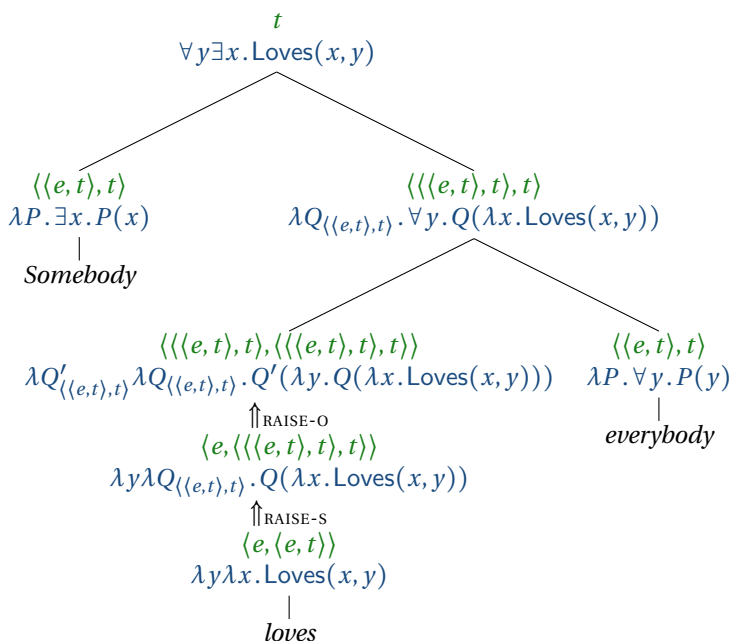 t
∀y∃x.Loves(x,y)
⟨⟨e,t⟩,t⟩
λP.∃x.P(x)
Somebody
⟨⟨⟨e,t⟩,t⟩,t⟩
λQ⟨⟨e,t⟩,t⟩.∀y.Q(λx.Loves(x,y))
⟨⟨⟨e,t⟩,t⟩,⟨⟨⟨e,t⟩,t⟩,t⟩⟩
λQ′⟨⟨e,t⟩,t⟩λQ⟨⟨e,t⟩,t⟩.Q′(λy.Q(λx.Loves(x,y)))
⇑RAISE-O
⟨e,⟨⟨⟨e,t⟩,t⟩,t⟩⟩
λyλQ⟨⟨e,t⟩,t⟩.Q(λx.Loves(x,y))
⇑RAISE-S
⟨e,⟨e,t⟩⟩
λyλx.Loves(x,y)
loves
⟨⟨e,t⟩,t⟩
λP.∀y.P(y)
everybody